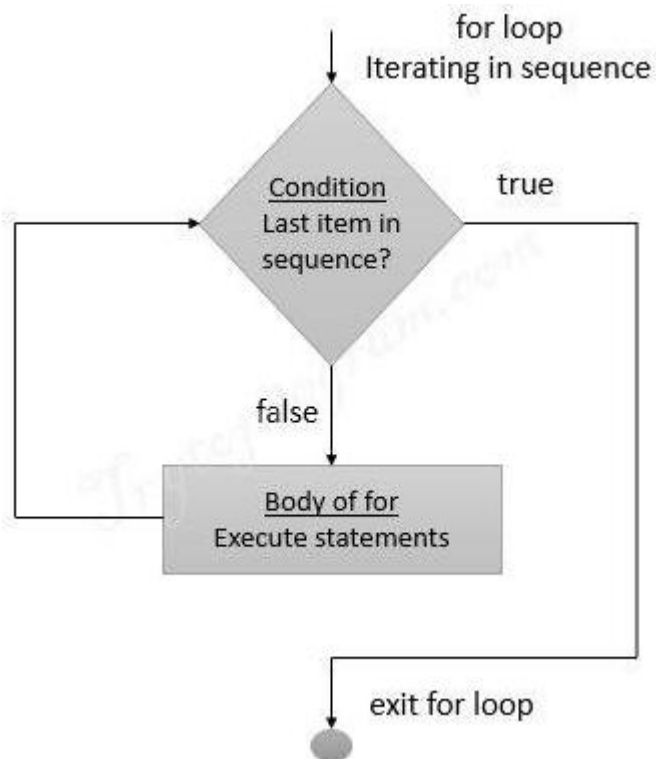 for loop
Iterating in sequence
Condition
Last item in
sequence?
true
false
Body of for
Execute statements
exit for loop